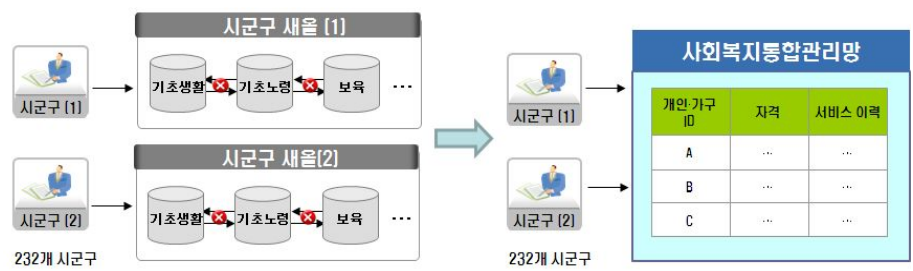 시군구 새올 (1)
시군구 (1)
기초생활
기초노령
보육
...
시군구 새올(2)
시군구 (2)
기초생활
기초노령
보육
...
232개 시군구
시군구 (1)
시군구 (2)
232개 시군구
사회복지통합관리망
개인·가구
ID
자격
서비스 이력
A
...
...
B
...
...
C
...
...